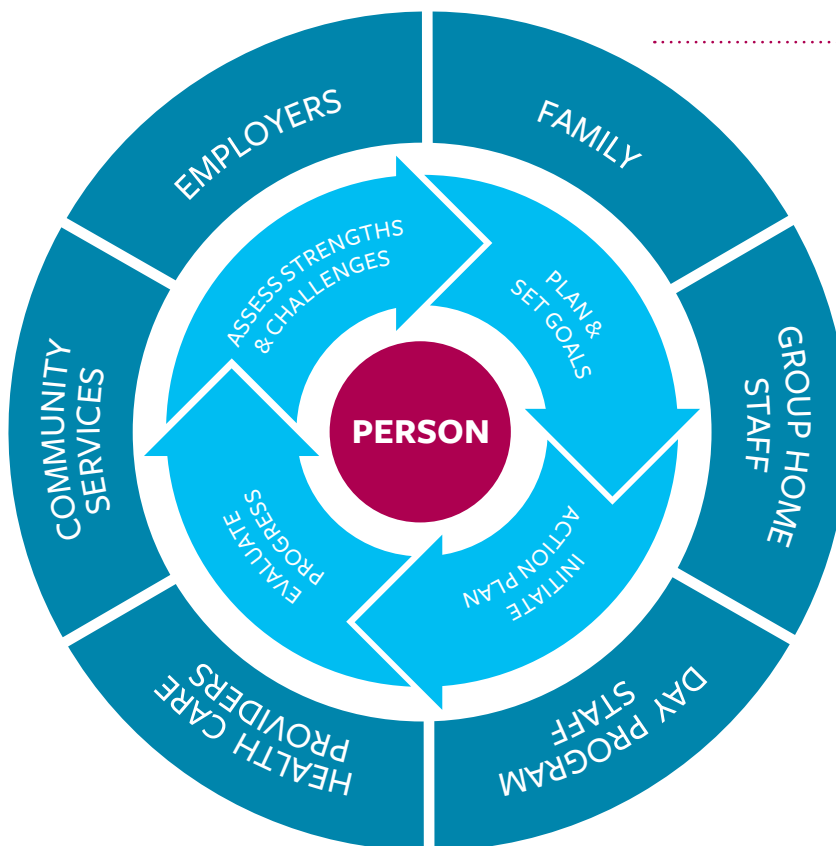 EMPLOYERS
FAMILY
GROUP HOME
STAFF
DAY PROGRAM
STAFF
HEALTH CARE
PROVIDERS
COMMUNITY
SERVICES
ASSESS STRENGTHS
& CHALLENGES
PLAN &
SET GOALS
INITIATE
ACTION PLAN
EVALUATE
PROGRESS
PERSON